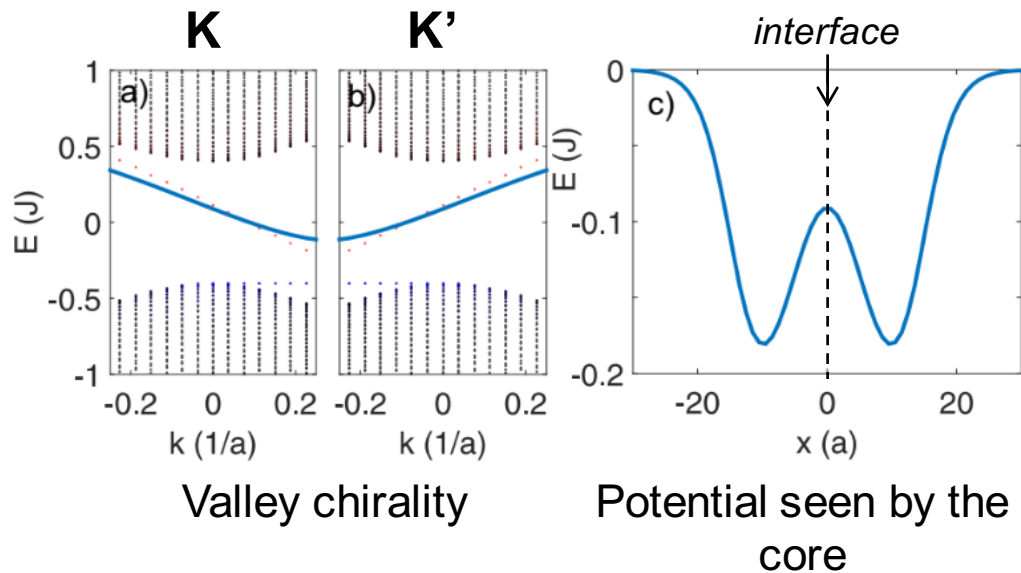 K
K’
interface
a)
b)
c)
1
0.5
0
-0.5
-1
E (J)
-0.2
0
0.2
k (1/a)
-0.2
0
0.2
k (1/a)
0
-0.1
-0.2
E (J)
-20
0
20
x (a)
Valley chirality
Potential seen by the
core